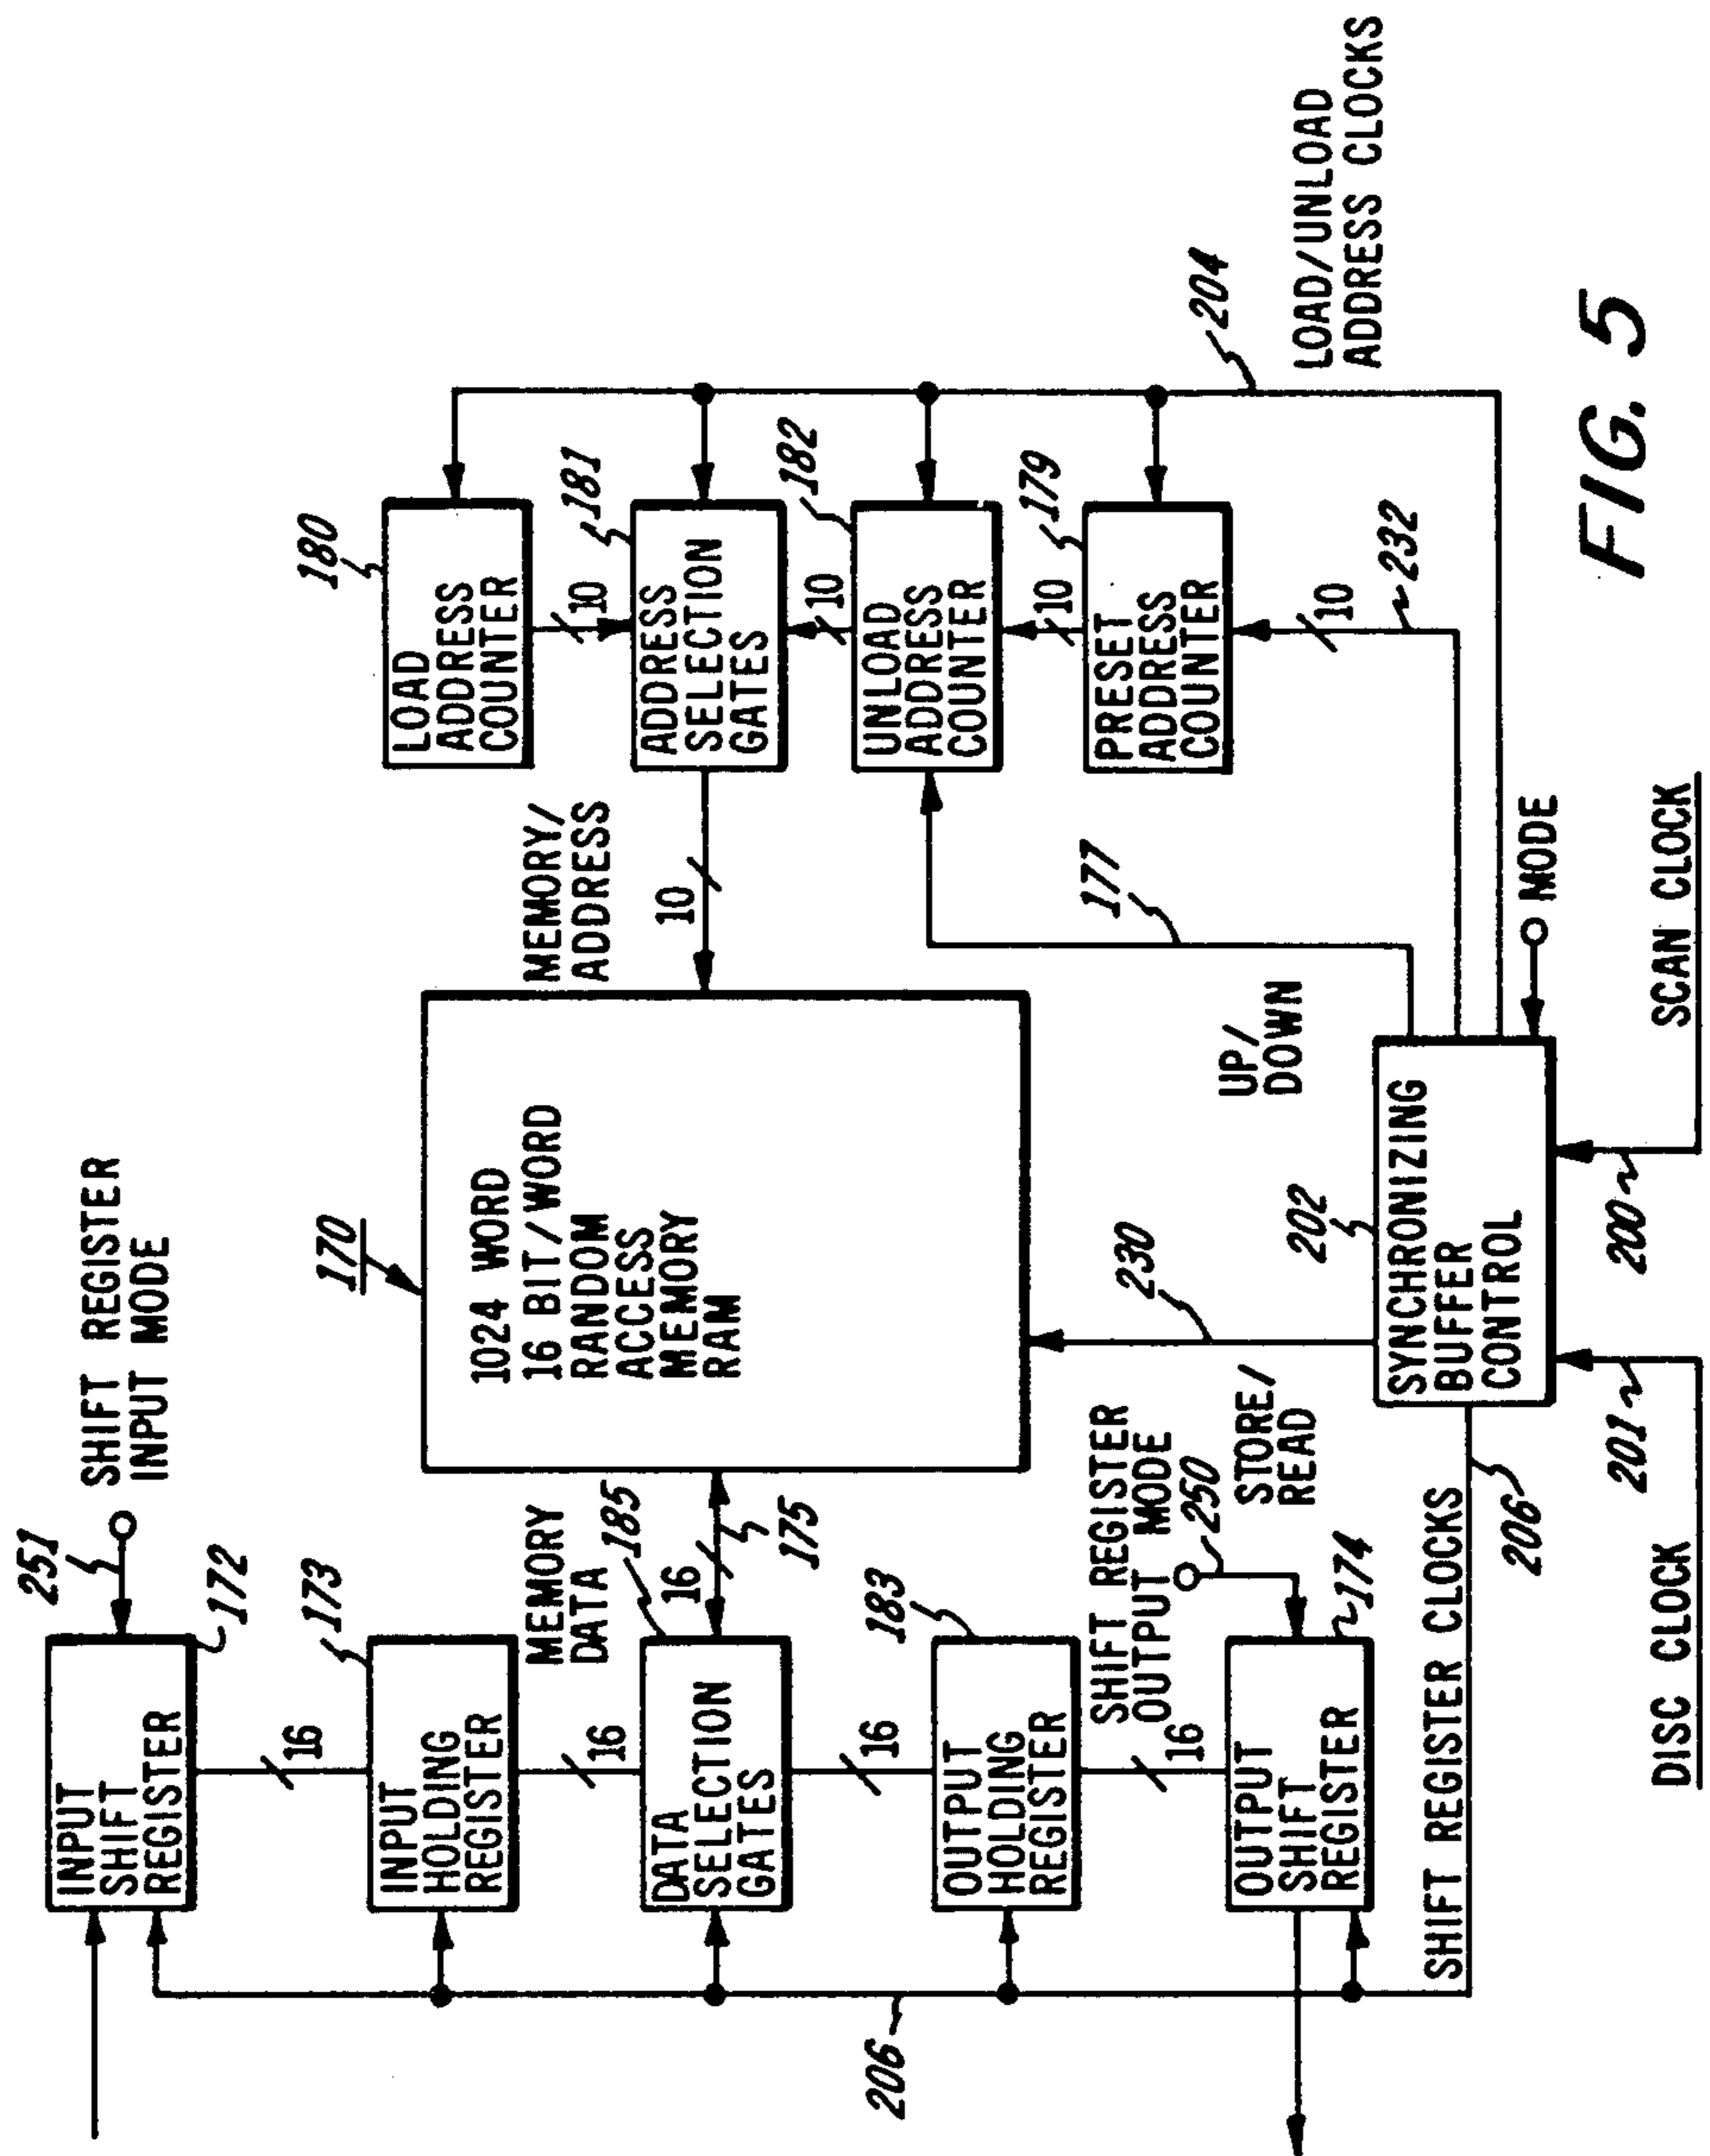 251
SHIFT REGISTER
INPUT MODE
INPUT
SHIFT
REGISTER
172
16
173
INPUT
HOLDING
REGISTER
16
MEMORY
DATA
185
DATA
SELECTION
GATES
16
175
16
183
OUTPUT
HOLDING
REGISTER
16
SHIFT REGISTER
OUTPUT MODE
250
STORE/
READ
OUTPUT
SHIFT
REGISTER
174
206
SHIFT REGISTER CLOCKS
206
170
1024 WORD
16 BIT/WORD
RANDOM
ACCESS
MEMORY
RAM
230
MEMORY/
ADDRESS
10
180
LOAD
ADDRESS
COUNTER
10
181
ADDRESS
SELECTION
GATES
10
182
UNLOAD
ADDRESS
COUNTER
10
179
PRESET
ADDRESS
COUNTER
10
232
177
UP/
DOWN
204
LOAD/UNLOAD
ADDRESS CLOCKS
202
SYNCHRONIZING
BUFFER
CONTROL
MODE
201
200
DISC CLOCK
SCAN CLOCK
FIG. 5